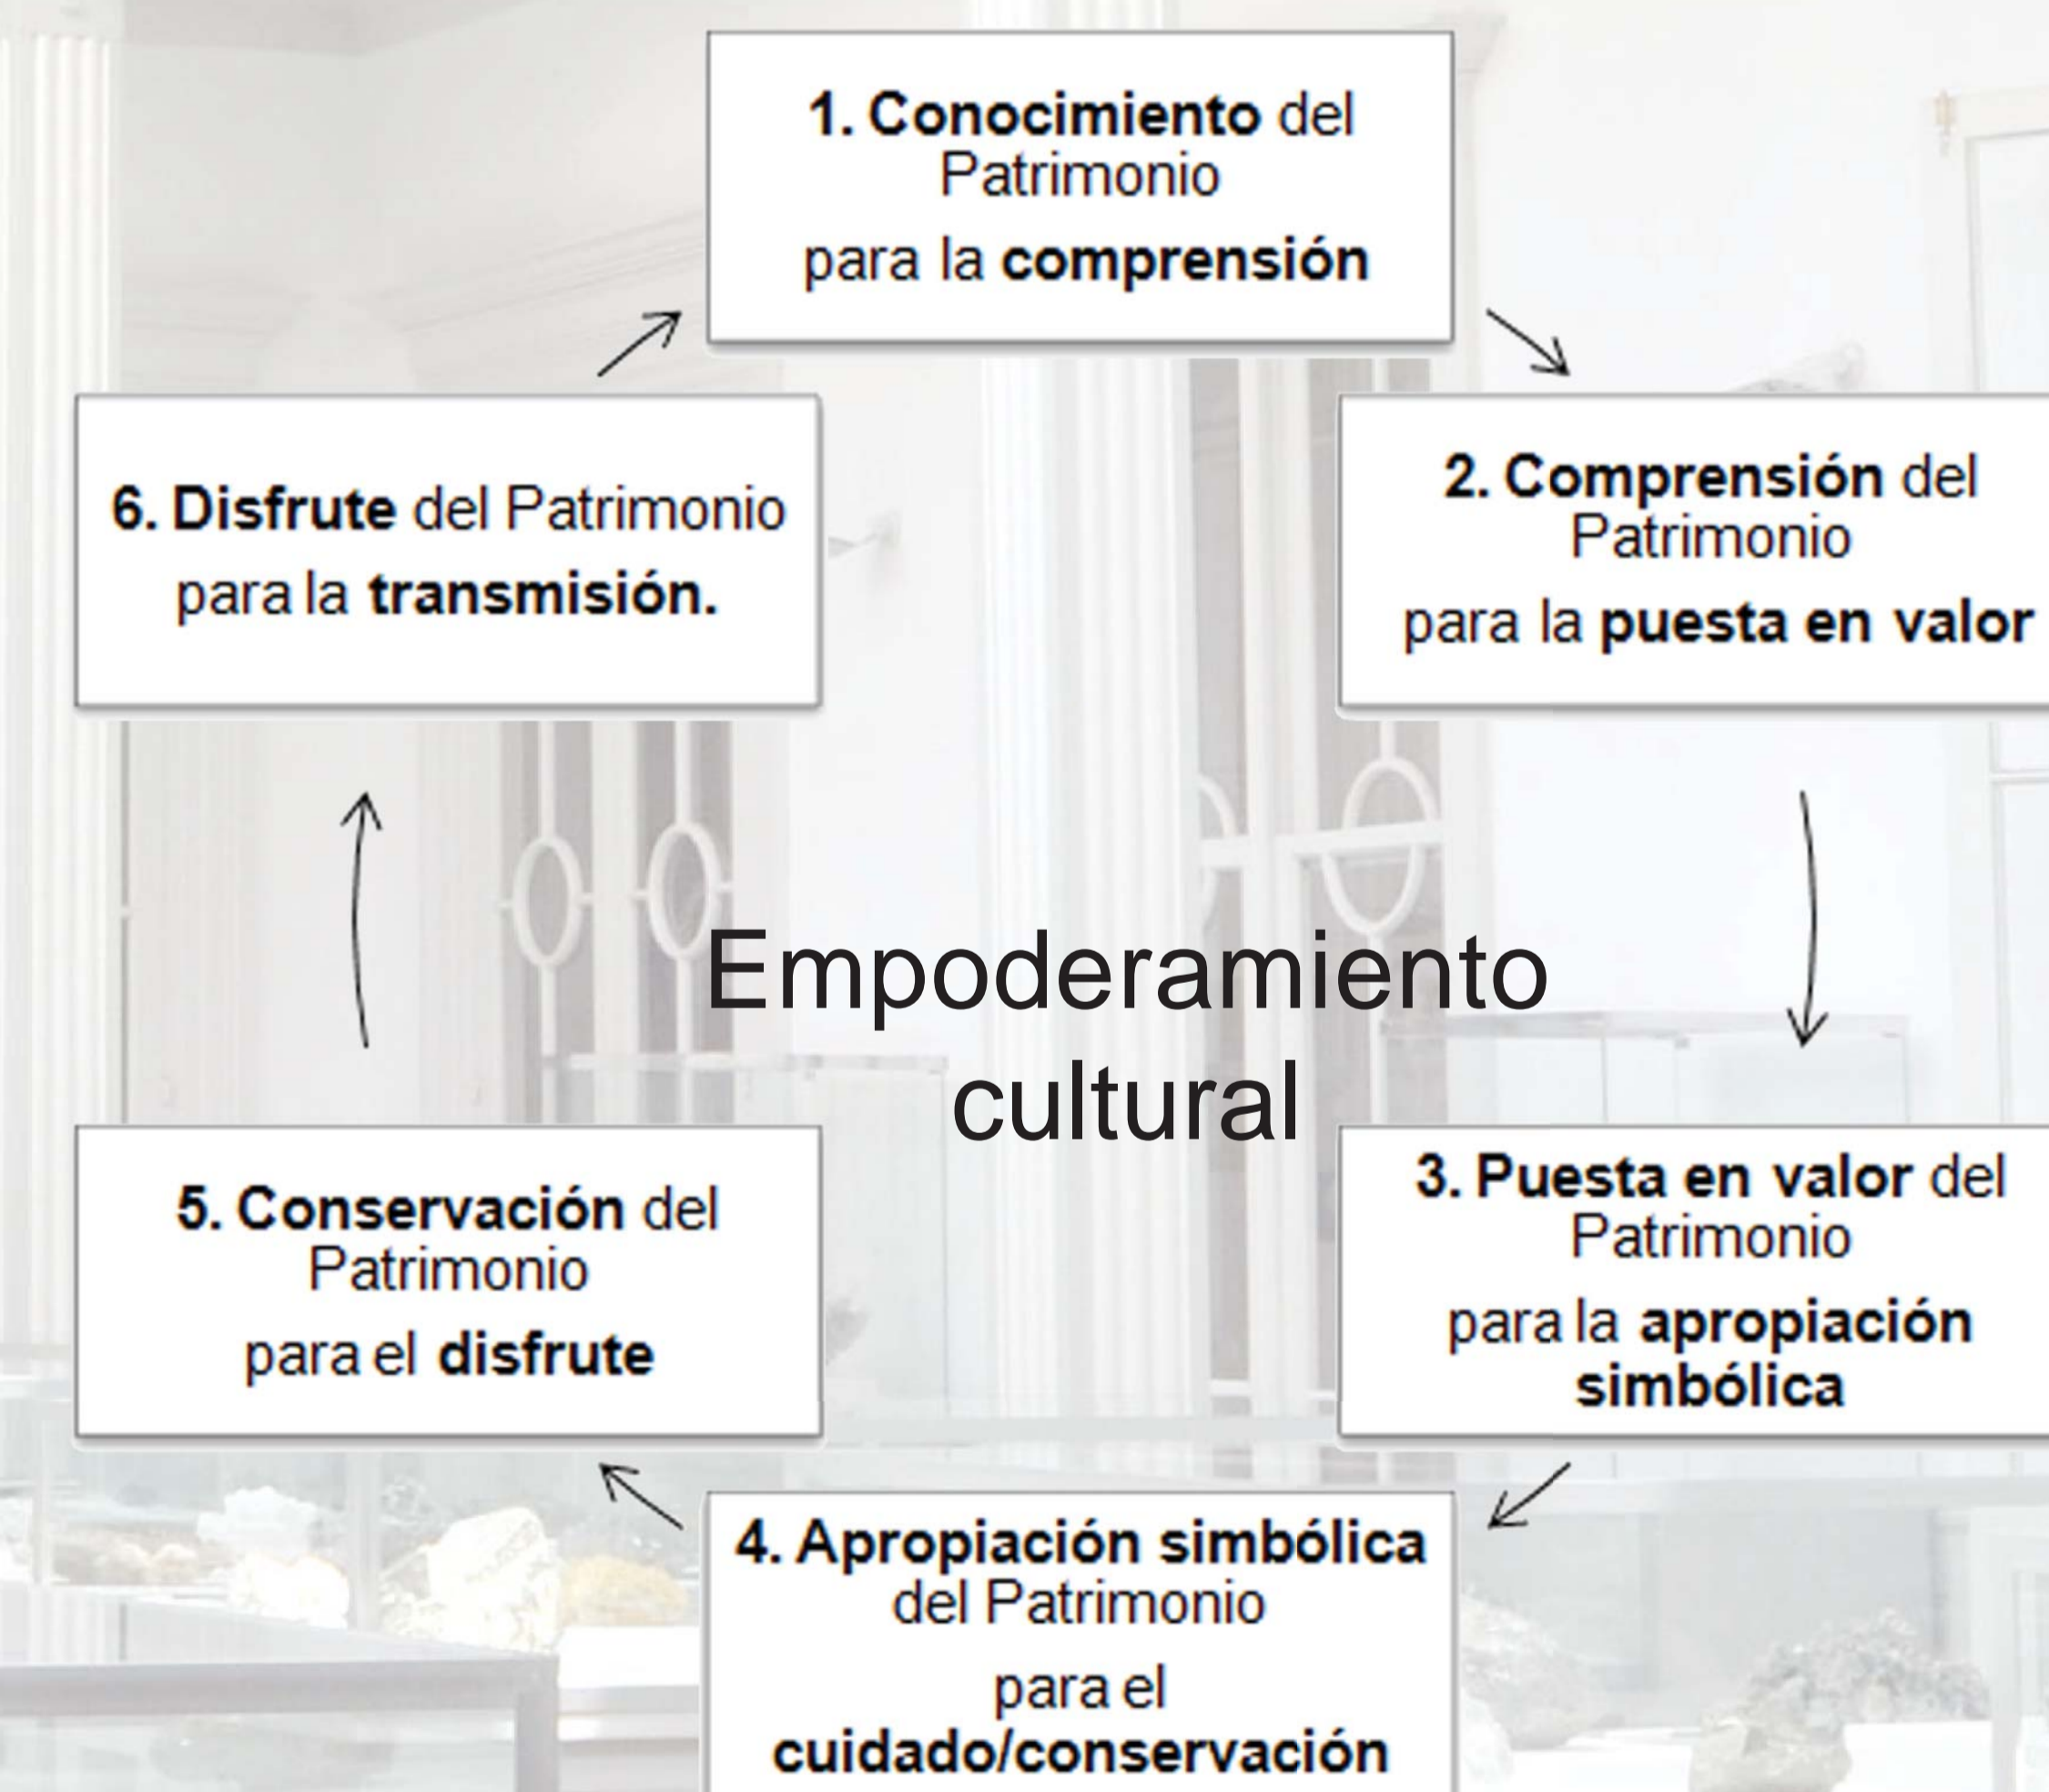 1. Conocimiento del
Patrimonio
para la comprensión
2. Comprensión del
Patrimonio
para la puesta en valor
3. Puesta en valor del
Patrimonio
para la apropiación
simbólica
4. Apropiación simbólica
del Patrimonio
para el
cuidado/conservación
5. Conservación del
Patrimonio
para el disfrute
6. Disfrute del Patrimonio
para la transmisión.
Empoderamiento
cultural